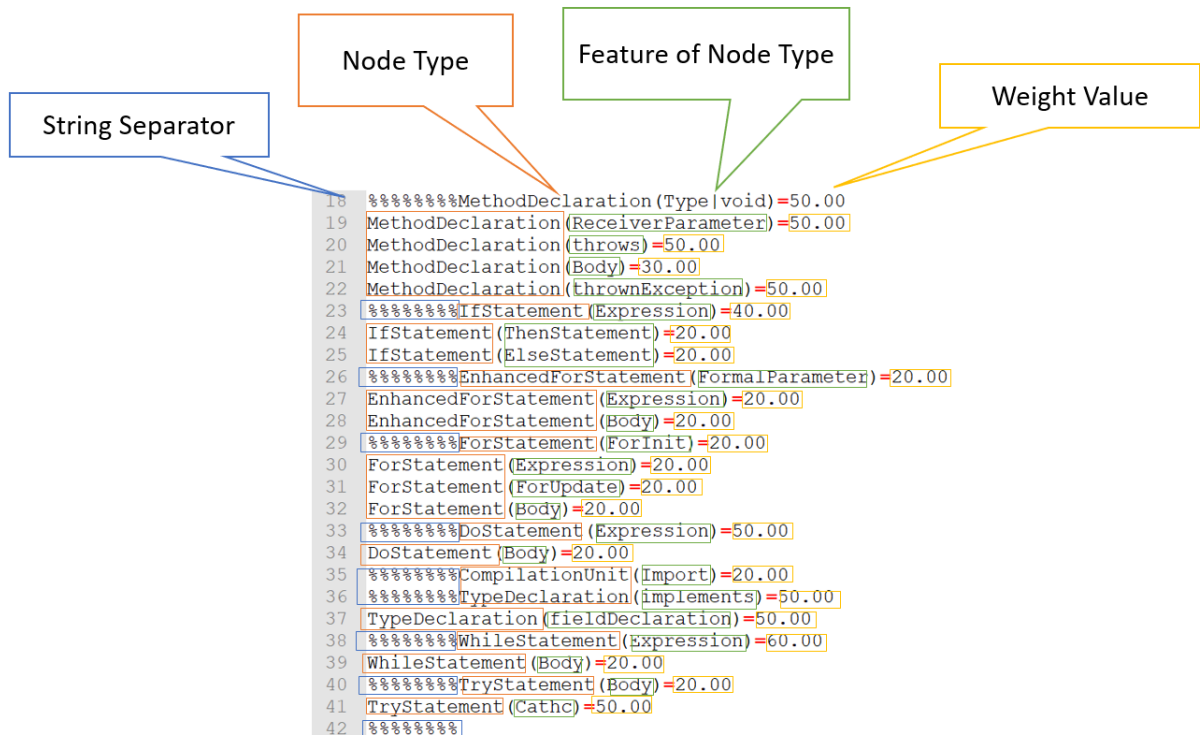 Node Type
Feature of Node Type
Weight Value
String Separator
18 %%%%%%%%MethodDeclaration(Type|void)=50.00
19 MethodDeclaration(ReceiverParameter)=50.00
20 MethodDeclaration(throws)=50.00
21 MethodDeclaration(Body)=30.00
22 MethodDeclaration(thrownException)=50.00
23 %%%%%%%%IfStatement(Expression)=40.00
24 IfStatement(ThenStatement)=20.00
25 IfStatement(ElseStatement)=20.00
26 %%%%%%%%EnhancedForStatement(FormalParameter)=20.00
27 EnhancedForStatement(Expression)=20.00
28 EnhancedForStatement(Body)=20.00
29 %%%%%%%%ForStatement(ForInit)=20.00
30 ForStatement(Expression)=20.00
31 ForStatement(ForUpdate)=20.00
32 ForStatement(Body)=20.00
33 %%%%%%%%DoStatement(Expression)=50.00
34 DoStatement(Body)=20.00
35 %%%%%%%%CompilationUnit(Import)=20.00
36 %%%%%%%%TypeDeclaration(implements)=50.00
37 TypeDeclaration(fieldDeclaration)=50.00
38 %%%%%%%%WhileStatement(Expression)=60.00
39 WhileStatement(Body)=20.00
40 %%%%%%%%TryStatement(Body)=20.00
41 TryStatement(Cathc)=50.00
42 %%%%%%%%